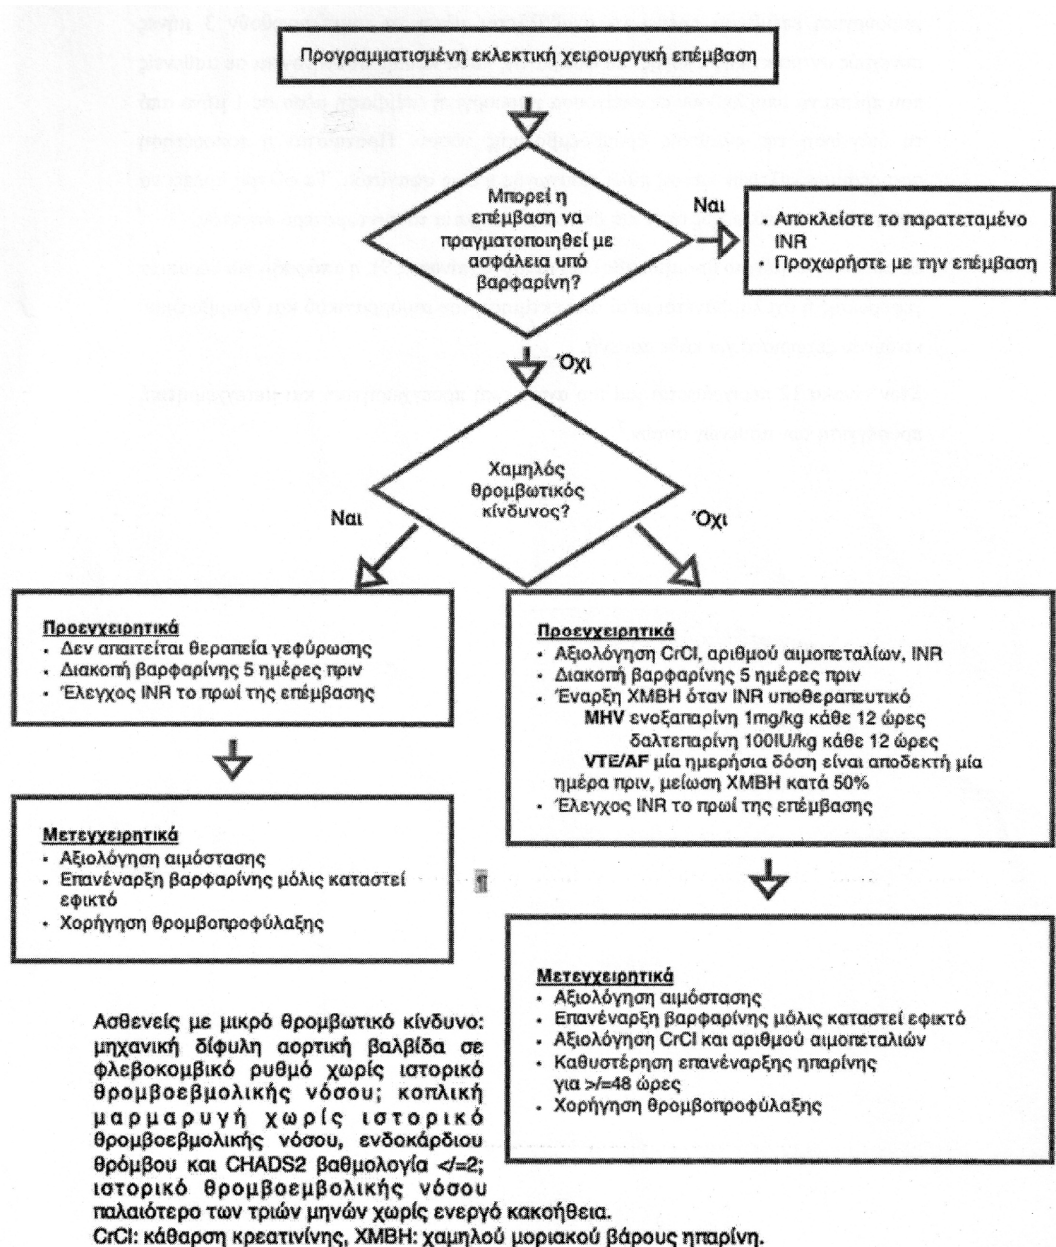 Προγραμματισμένη εκλεκτική χειρουργική επέμβαση
Μπορεί η
επέμβαση να
πραγματοποιηθεί με
ασφάλεια υπό
βαρφαρίνη?
Ναι
• Αποκλείστε το παρατεταμένο
INR
• Προχωρήστε με την επέμβαση
Όχι
Χαμηλός
θρομβωτικός
κίνδυνος?
Ναι
Όχι
Προεγχειρητικά
• Δεν απαιτείται θεραπεία γεφύρωσης
• Διακοπή βαρφαρίνης 5 ημέρες πριν
• Έλεγχος INR το πρωί της επέμβασης
Μετεγχειρητικά
• Αξιολόγηση αιμόστασης
• Επανέναρξη βαρφαρίνης μόλις καταστεί
εφικτό
• Χορήγηση θρομβοπροφύλαξης
Προεγχειρητικά
• Αξιολόγηση CrCl, αριθμού αιμοπεταλίων, INR
• Διακοπή βαρφαρίνης 5 ημέρες πριν
• Έναρξη ΧΜΒΗ όταν INR υποθεραπευτικό
MHV ενοξαπαρίνη 1mg/kg κάθε 12 ώρες
δαλτεπαρίνη 100IU/kg κάθε 12 ώρες
VTE/AF μία ημερήσια δόση είναι αποδεκτή μία
ημέρα πριν, μείωση ΧΜΒΗ κατά 50%
• Έλεγχος INR το πρωί της επέμβασης
¶
Μετεγχειρητικά
• Αξιολόγηση αιμόστασης
• Επανέναρξη βαρφαρίνης μόλις καταστεί εφικτό
• Αξιολόγηση CrCl και αριθμού αιμοπεταλιών
• Καθυστέρηση επανέναρξης ηπαρίνης
για >/=48 ώρες
• Χορήγηση θρομβοπροφύλαξης
Ασθενείς με μικρό θρομβωτικό κίνδυνο:
μηχανική δίφυλη αορτική βαλβίδα σε
φλεβοκομβικό ρυθμό χωρίς ιστορικό
θρομβοεβμολικής νόσου; κοπλική
μαρμαρυγή χωρίς ιστορικό
θρομβοεβμολικής νόσου, ενδοκάρδιου
θρόμβου και CHADS2 βαθμολογία </=2;
ιστορικό θρομβοεμβολικής νόσου
παλαιότερο των τριών μηνών χωρίς ενεργό κακοήθεια.
CrCl: κάθαρση κρεατινίνης, ΧΜΒΗ: χαμηλού μοριακού βάρους ηπαρίνη.